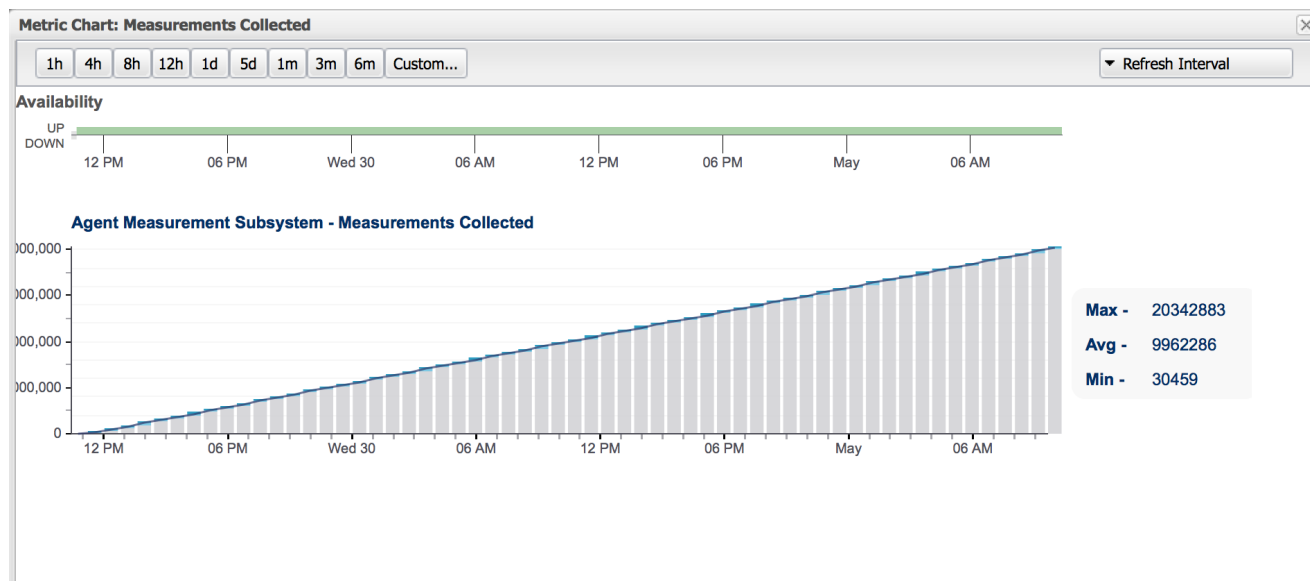 Metric Chart: Measurements Collected
1h 4h 8h 12h 1d 5d 1m 3m 6m Custom... Refresh Interval
Availability
UP
DOWN
12 PM 06 PM Wed 30 06 AM 12 PM 06 PM May 06 AM
Agent Measurement Subsystem - Measurements Collected
000,000
000,000
000,000
000,000
0
12 PM 06 PM Wed 30 06 AM 12 PM 06 PM May 06 AM
Max - 20342883
Avg - 9962286
Min - 30459